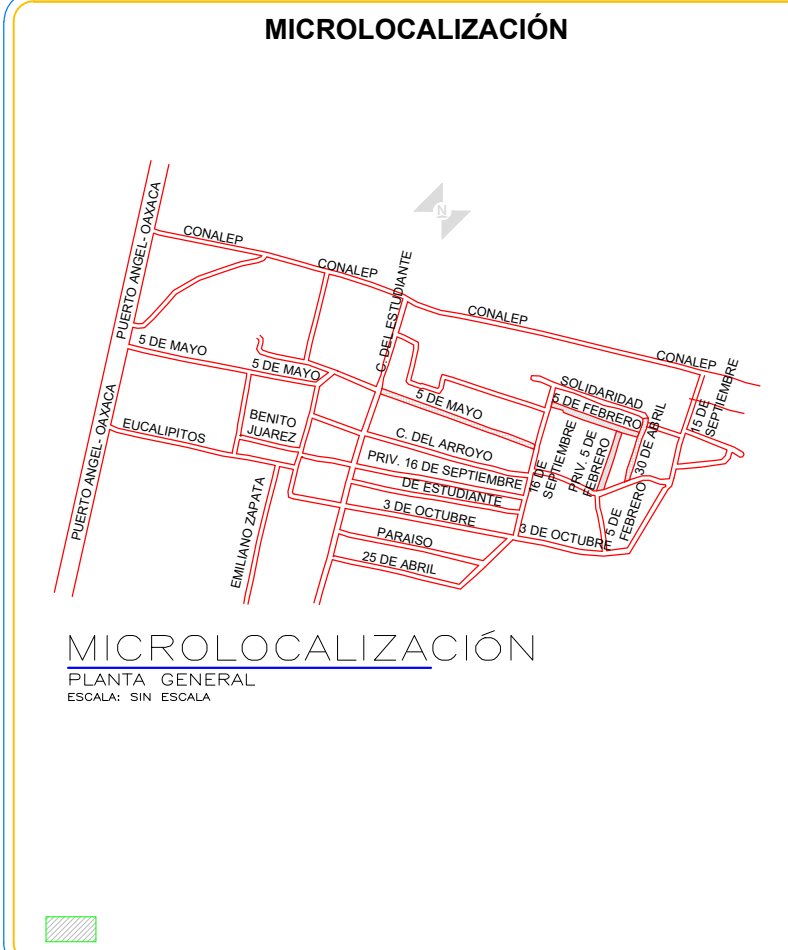 MICROLOCALIZACIÓN
N
PUERTO ANGEL- OAXACA
CONALEP
CONALEP
C. DEL ESTUDIANTE
CONALEP
CONALEP
5 DE MAYO
5 DE MAYO
5 DE MAYO
SOLIDARIDAD
5 DE FEBRERO
15 DE
SEPTIEMBRE
PUERTO ANGEL- OAXACA
EUCALIPITOS
BENITO
JUAREZ
C. DEL ARROYO
PRIV. 16 DE SEPTIEMBRE
DE ESTUDIANTE
16 DE
SEPTIEMBRE
PRIV. 5 DE
FEBRERO
30 DE ABRIL
EMILIANO ZAPATA
3 DE OCTUBRE
3 DE OCTUBRE
5 DE
FEBRERO
PARAISO
25 DE ABRIL
MICROLOCALIZACIÓN
PLANTA GENERAL
ESCALA: SIN ESCALA